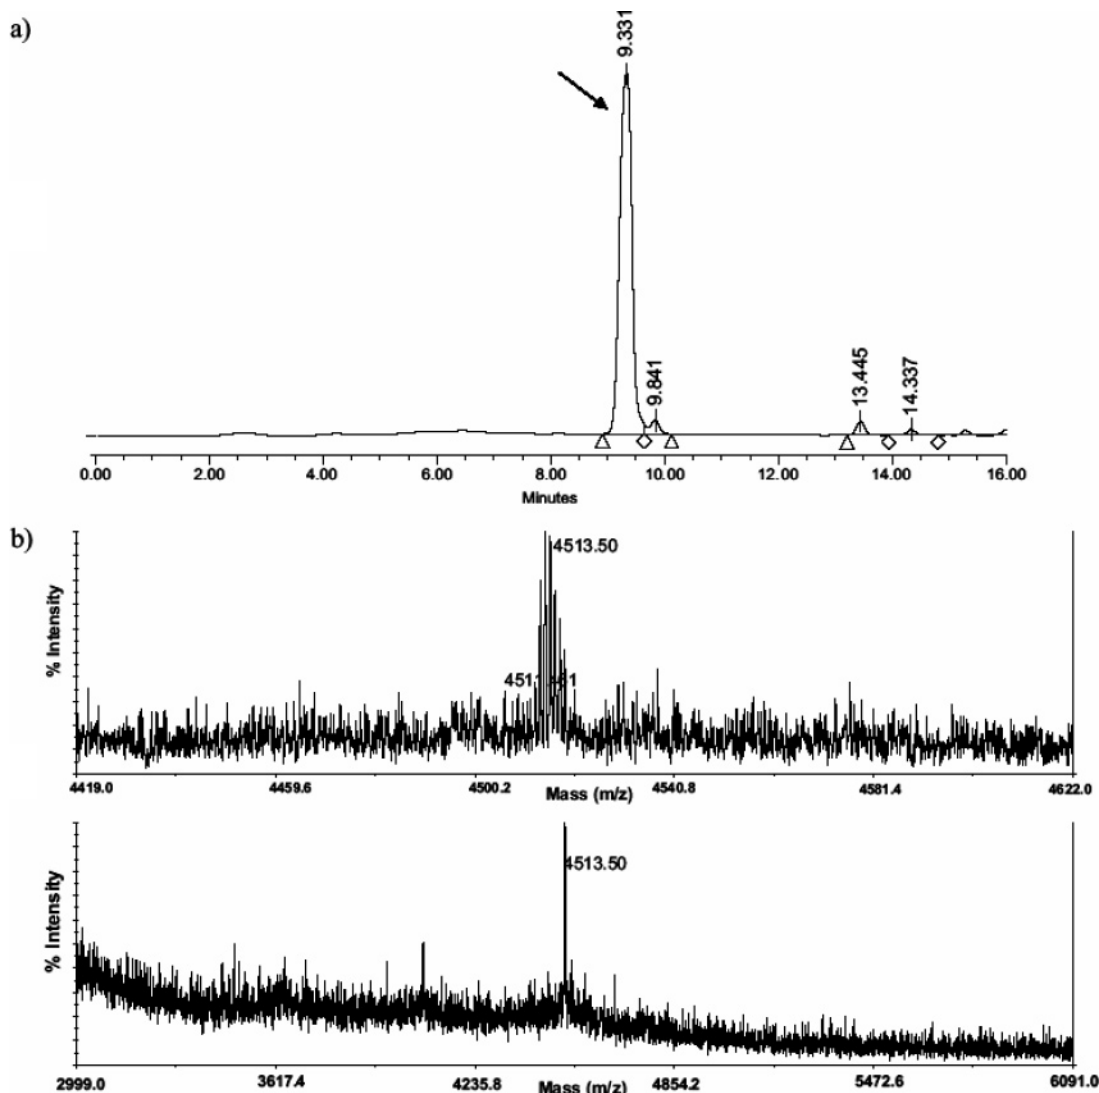 a)
9.331
9.841
13.445
14.337
0.00 2.00 4.00 6.00 8.00 10.00 12.00 14.00 16.00
Minutes
b)
% Intensity
4513.50
4419.0 4459.6 4500.2 4540.8 4581.4 4622.0
Mass (m/z)
% Intensity
4513.50
2999.0 3617.4 4235.8 4854.2 5472.6 6091.0
Mass (m/z)